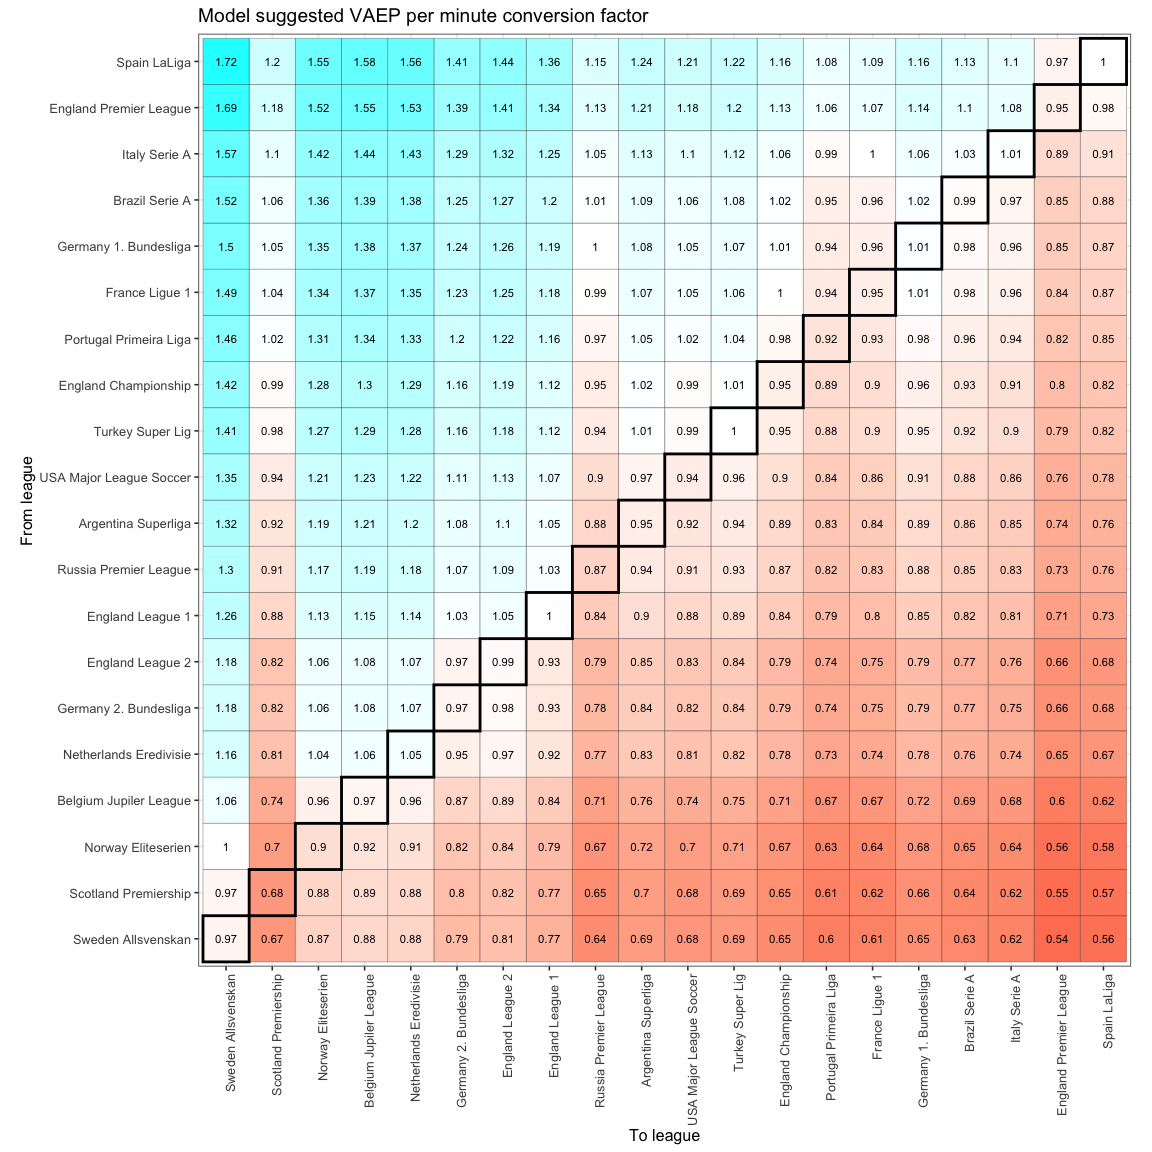 Model suggested VAEP per minute conversion factor
Spain LaLiga 1.72 1.2 1.55 1.58 1.56 1.41 1.44 1.36 1.15 1.24 1.21 1.22 1.16 1.08 1.09 1.16 1.13 1.1 0.97 1
England Premier League 1.69 1.18 1.52 1.55 1.53 1.39 1.41 1.34 1.13 1.21 1.18 1.2 1.13 1.06 1.07 1.14 1.1 1.08 0.95 0.98
Italy Serie A 1.57 1.1 1.42 1.44 1.43 1.29 1.32 1.25 1.05 1.13 1.1 1.12 1.06 0.99 1 1.06 1.03 1.01 0.89 0.91
Brazil Serie A 1.52 1.06 1.36 1.39 1.38 1.25 1.27 1.2 1.01 1.09 1.06 1.08 1.02 0.95 0.96 1.02 0.99 0.97 0.85 0.88
Germany 1. Bundesliga 1.5 1.05 1.35 1.38 1.37 1.24 1.26 1.19 1 1.08 1.05 1.07 1.01 0.94 0.96 1.01 0.98 0.96 0.85 0.87
France Ligue 1 1.49 1.04 1.34 1.37 1.35 1.23 1.25 1.18 0.99 1.07 1.05 1.06 1 0.94 0.95 1.01 0.98 0.96 0.84 0.87
Portugal Primeira Liga 1.46 1.02 1.31 1.34 1.33 1.2 1.22 1.16 0.97 1.05 1.02 1.04 0.98 0.92 0.93 0.98 0.96 0.94 0.82 0.85
England Championship 1.42 0.99 1.28 1.3 1.29 1.16 1.19 1.12 0.95 1.02 0.99 1.01 0.95 0.89 0.9 0.96 0.93 0.91 0.8 0.82
Turkey Super Lig 1.41 0.98 1.27 1.29 1.28 1.16 1.18 1.12 0.94 1.01 0.99 1 0.95 0.88 0.9 0.95 0.92 0.9 0.79 0.82
USA Major League Soccer 1.35 0.94 1.21 1.23 1.22 1.11 1.13 1.07 0.9 0.97 0.94 0.96 0.9 0.84 0.86 0.91 0.88 0.86 0.76 0.78
Argentina Superliga 1.32 0.92 1.19 1.21 1.2 1.08 1.1 1.05 0.88 0.95 0.92 0.94 0.89 0.83 0.84 0.89 0.86 0.85 0.74 0.76
Russia Premier League 1.3 0.91 1.17 1.19 1.18 1.07 1.09 1.03 0.87 0.94 0.91 0.93 0.87 0.82 0.83 0.88 0.85 0.83 0.73 0.76
England League 1 1.26 0.88 1.13 1.15 1.14 1.03 1.05 1 0.84 0.9 0.88 0.89 0.84 0.79 0.8 0.85 0.82 0.81 0.71 0.73
England League 2 1.18 0.82 1.06 1.08 1.07 0.97 0.99 0.93 0.79 0.85 0.83 0.84 0.79 0.74 0.75 0.79 0.77 0.76 0.66 0.68
Germany 2. Bundesliga 1.18 0.82 1.06 1.08 1.07 0.97 0.98 0.93 0.78 0.84 0.82 0.84 0.79 0.74 0.75 0.79 0.77 0.75 0.66 0.68
Netherlands Eredivisie 1.16 0.81 1.04 1.06 1.05 0.95 0.97 0.92 0.77 0.83 0.81 0.82 0.78 0.73 0.74 0.78 0.76 0.74 0.65 0.67
Belgium Jupiler League 1.06 0.74 0.96 0.97 0.96 0.87 0.89 0.84 0.71 0.76 0.74 0.75 0.71 0.67 0.67 0.72 0.69 0.68 0.6 0.62
Norway Eliteserien 1 0.7 0.9 0.92 0.91 0.82 0.84 0.79 0.67 0.72 0.7 0.71 0.67 0.63 0.64 0.68 0.65 0.64 0.56 0.58
Scotland Premiership 0.97 0.68 0.88 0.89 0.88 0.8 0.82 0.77 0.65 0.7 0.68 0.69 0.65 0.61 0.62 0.66 0.64 0.62 0.55 0.57
Sweden Allsvenskan 0.97 0.67 0.87 0.88 0.88 0.79 0.81 0.77 0.64 0.69 0.68 0.69 0.65 0.6 0.61 0.65 0.63 0.62 0.54 0.56
From league
Sweden Allsvenskan
Scotland Premiership
Norway Eliteserien
Belgium Jupiler League
Netherlands Eredivisie
Germany 2. Bundesliga
England League 2
England League 1
Russia Premier League
Argentina Superliga
USA Major League Soccer
Turkey Super Lig
England Championship
Portugal Primeira Liga
France Ligue 1
Germany 1. Bundesliga
Brazil Serie A
Italy Serie A
England Premier League
Spain LaLiga
To league